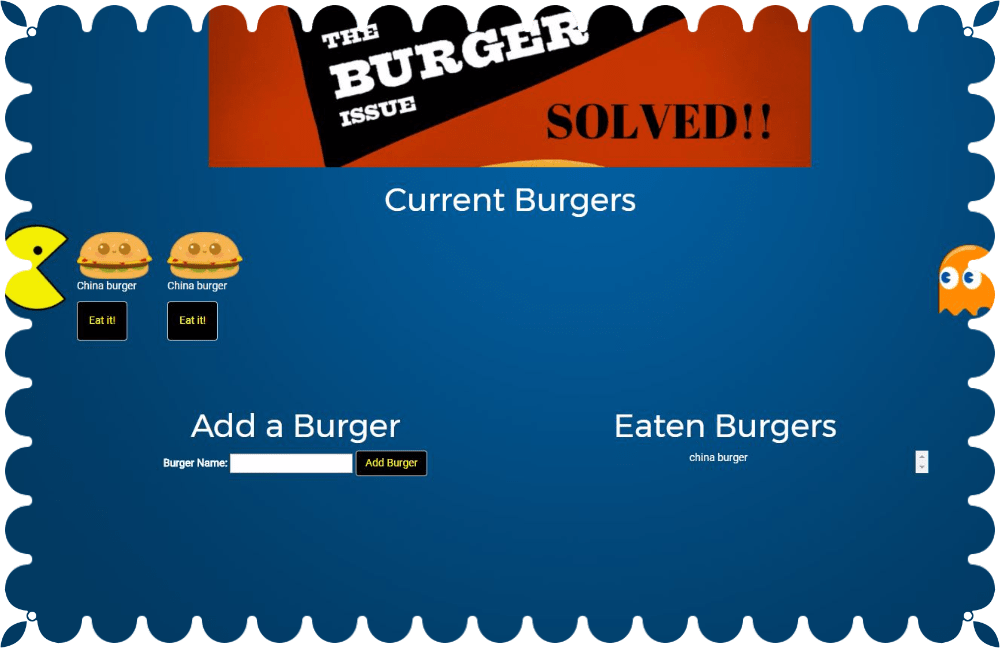 THE
BURGER
ISSUE
SOLVED!!
Current Burgers
China burger China burger
Eat it! Eat it!
Add a Burger Eaten Burgers
Burger Name: Add Burger china burger